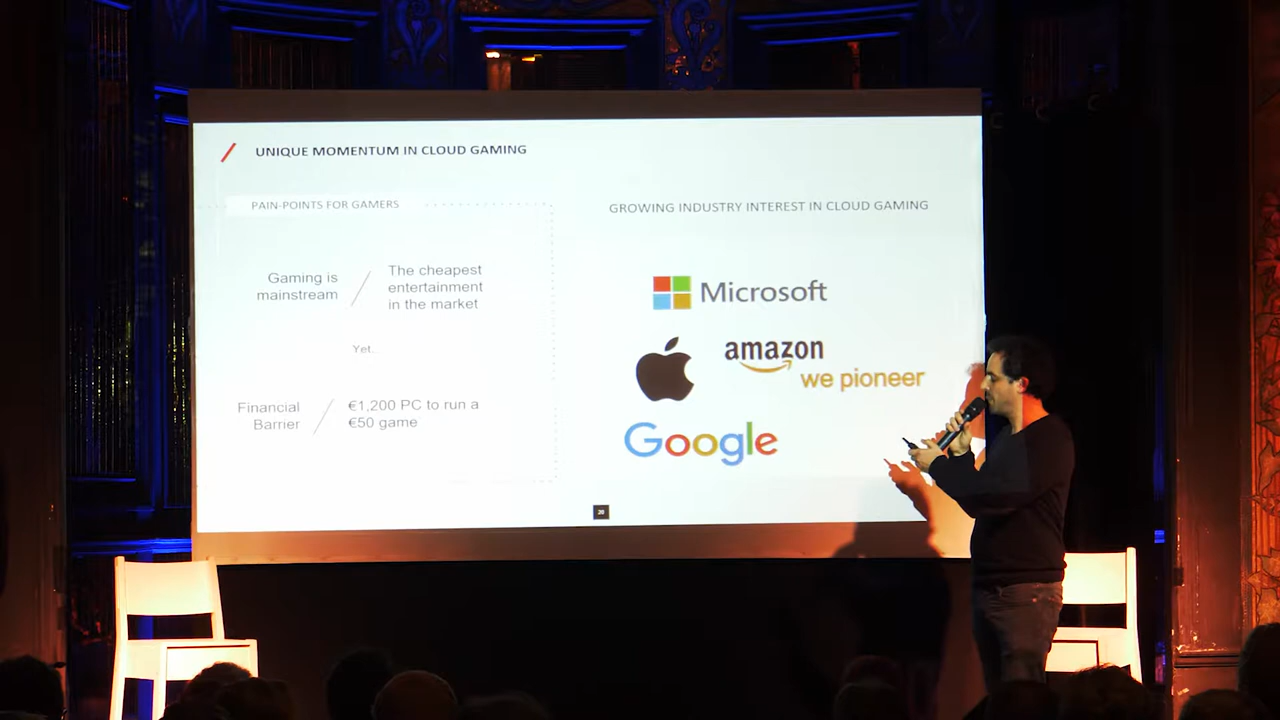 UNIQUE MOMENTUM IN CLOUD GAMING
PAIN-POINTS FOR GAMERS
Gaming is
mainstream
The cheapest
entertainment
in the market
Yet...
Financial
Barrier
€1,200 PC to run a
€50 game
GROWING INDUSTRY INTEREST IN CLOUD GAMING
Microsoft
amazon
we pioneer
Google
20